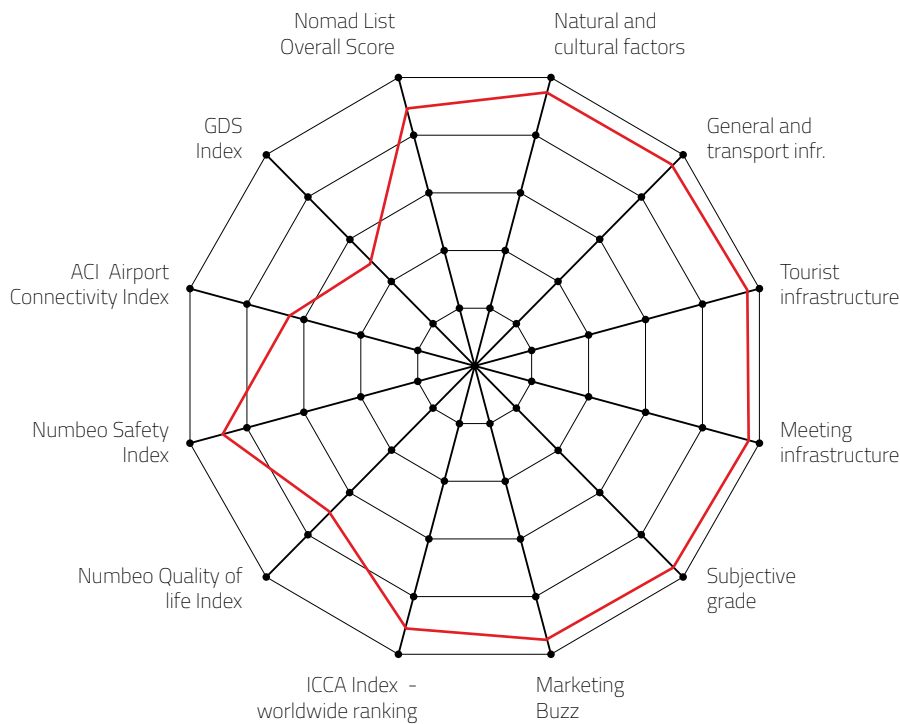 Nomad List
Overall Score
Natural and
cultural factors
GDS
Index
General and
transport infr.
ACI Airport
Connectivity Index
Tourist
infrastructure
Numbeo Safety
Index
Meeting
infrastructure
Numbeo Quality of
life Index
Subjective
grade
ICCA Index -
worldwide ranking
Marketing
Buzz